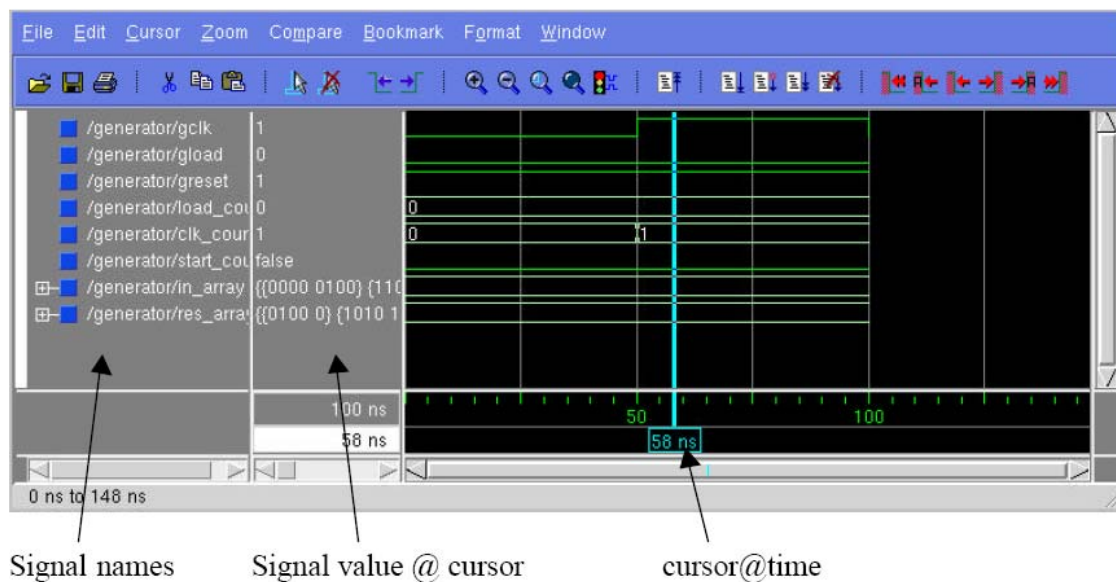 File Edit Cursor Zoom Compare Bookmark Format Window
/generator/gclk 1
/generator/gload 0
/generator/greset 1
/generator/load_cou 0 0
/generator/clk_cour 1 0 1
/generator/start_cou false
/generator/in_array {{0000 0100} {110
/generator/res_arra {{0100 0} {1010 1
100 ns 50 100
58 ns 58 ns
0 ns to 148 ns
Signal names Signal value @ cursor cursor@time